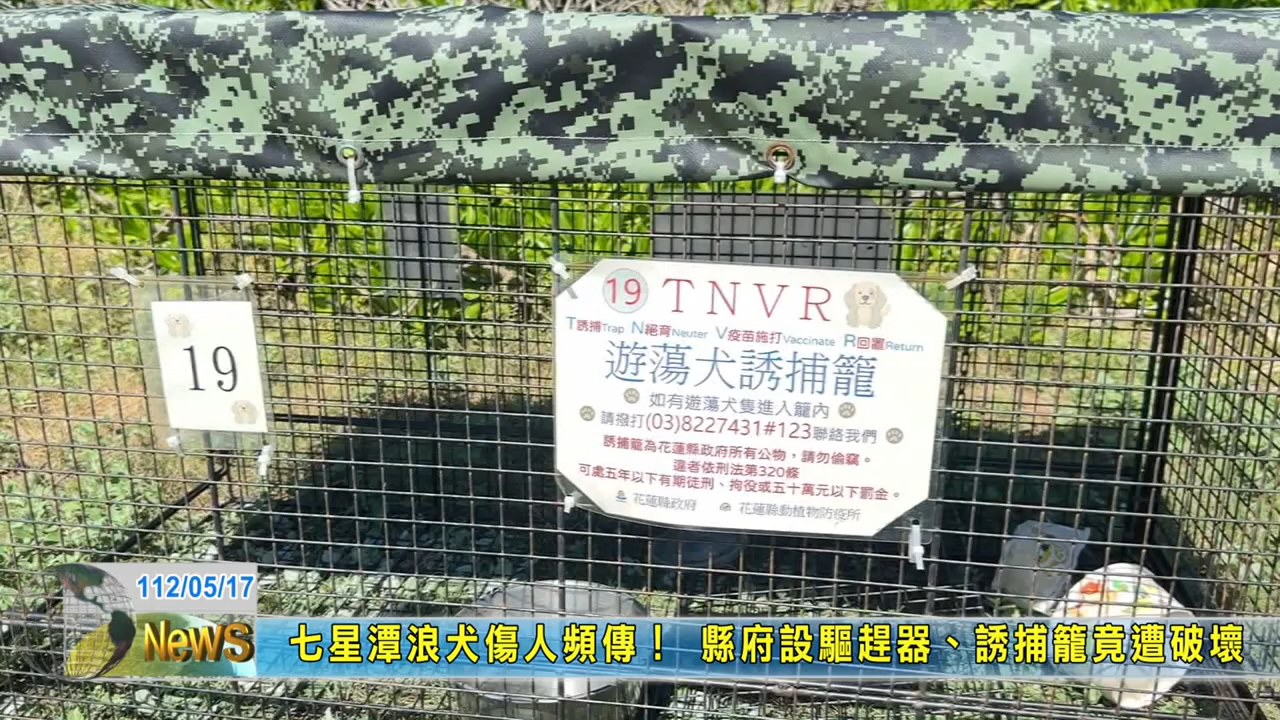 19
19 TNVR
T誘捕Trap N絕育Neuter V疫苗施打Vaccinate R回置Return
遊蕩犬誘捕籠
如有遊蕩犬隻進入籠內
請撥打(03)8227431#123聯絡我們
誘捕籠為花蓮縣政府所有公物，請勿偷竊。
違者依刑法第320條
可處五年以下有期徒刑、拘役或五十萬元以下罰金。
花蓮縣政府 花蓮縣動植物防疫所
112/05/17
NewS
七星潭浪犬傷人頻傳！ 縣府設驅趕器、誘捕籠竟遭破壞